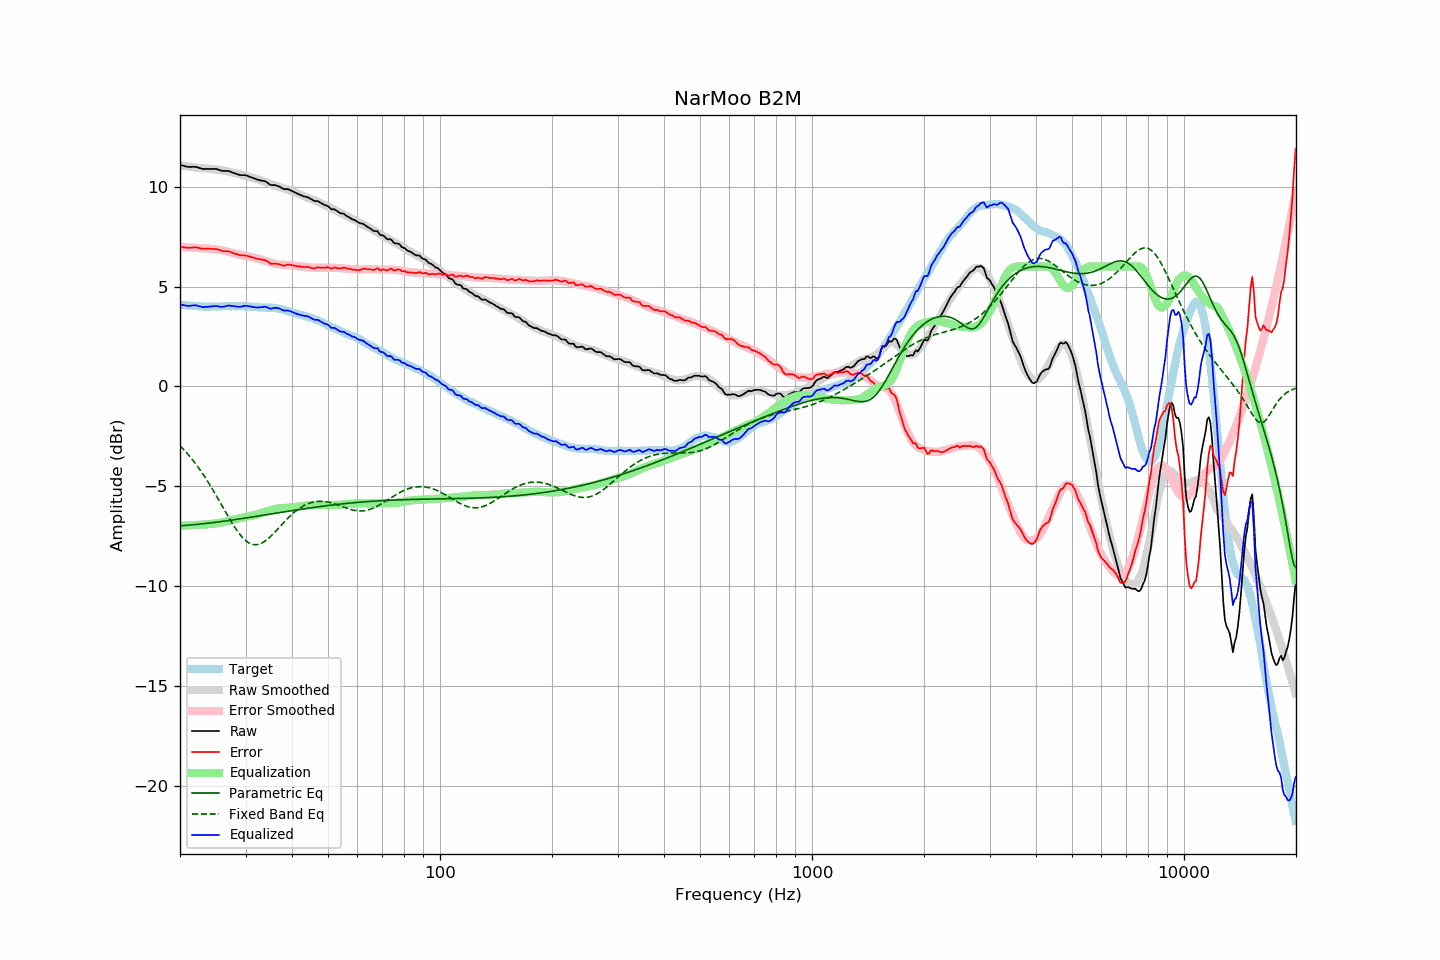 NarMoo B2M
Amplitude (dBr)
10
5
0
−5
−10
−15
−20
Target
Raw Smoothed
Error Smoothed
Raw
Error
Equalization
Parametric Eq
Fixed Band Eq
Equalized
100
1000
10000
Frequency (Hz)